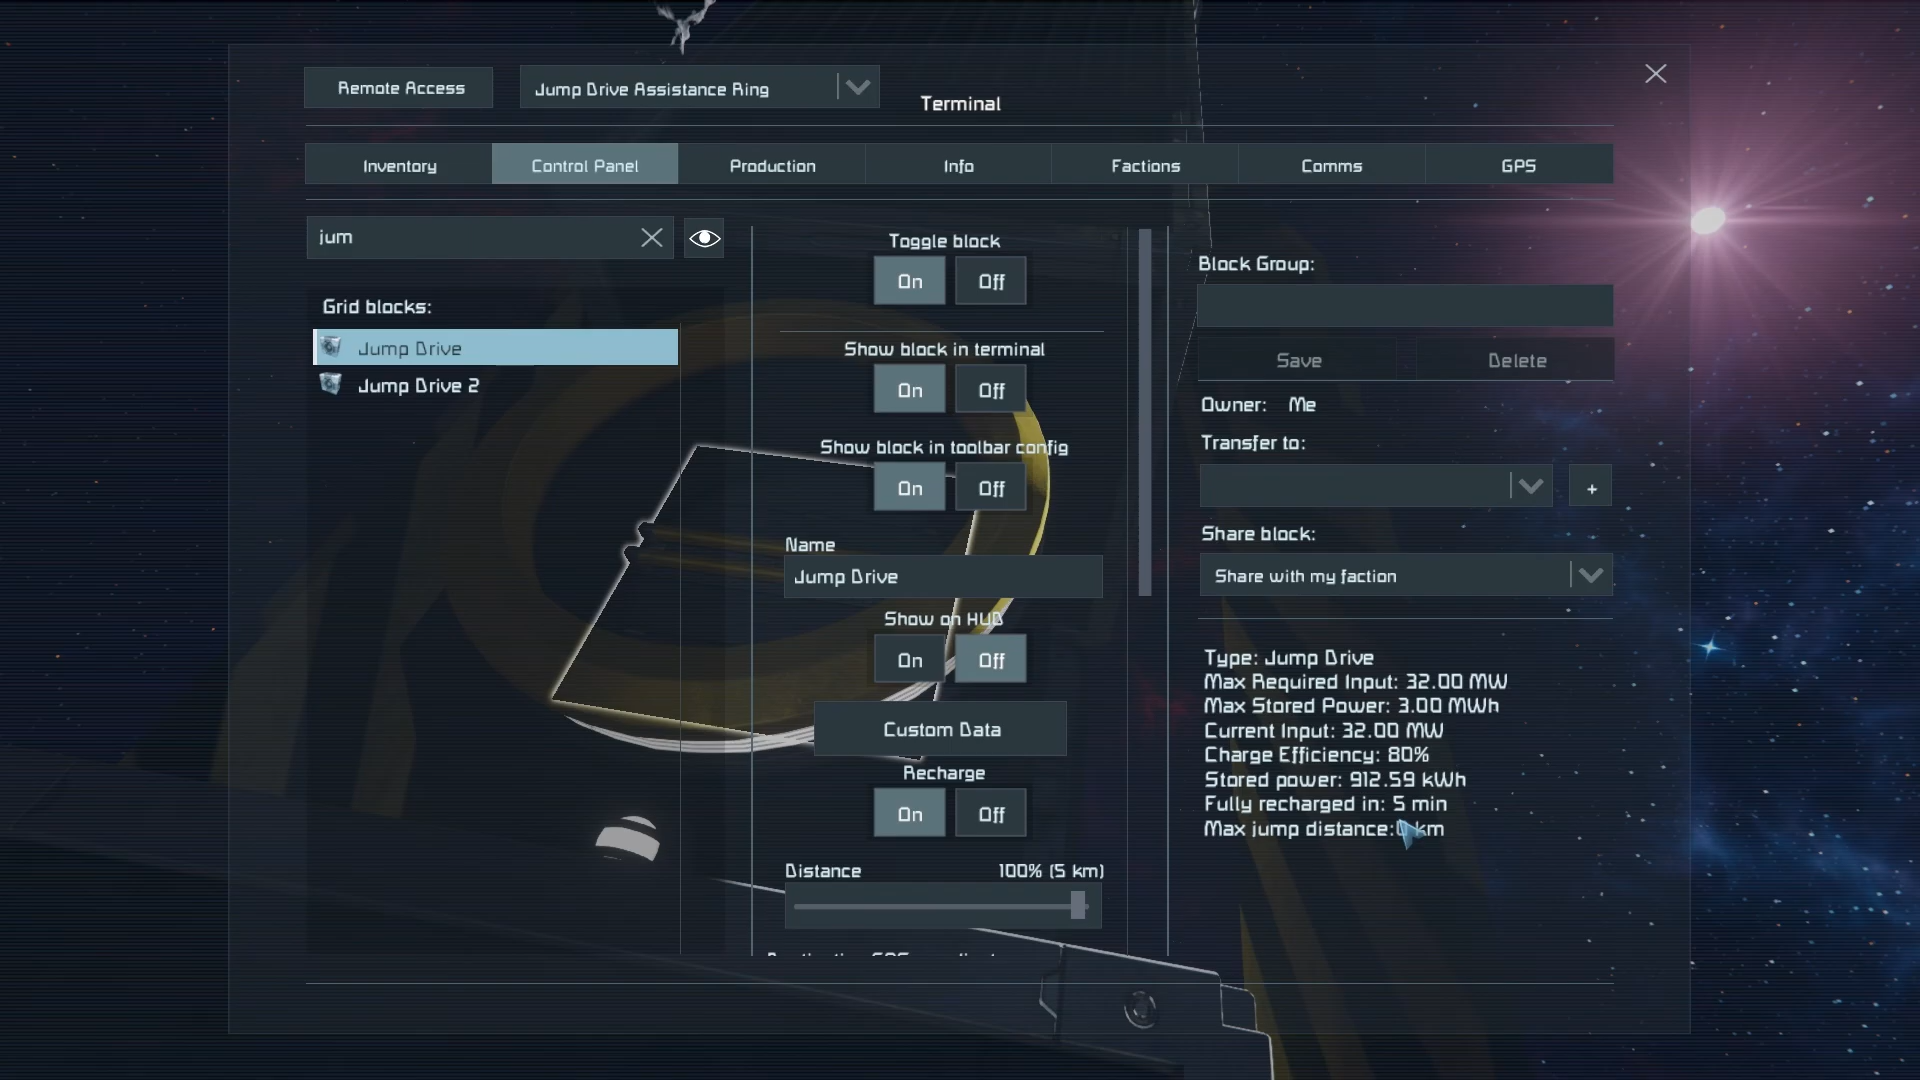 Remote Access
Jump Drive Assistance Ring
Terminal
Inventory
Control Panel
Production
Info
Factions
Comms
GPS
jum
Grid blocks:
Jump Drive
Jump Drive 2
Toggle block
On
Off
Show block in terminal
On
Off
Show block in toolbar config
On
Off
Name
Jump Drive
Show on HUD
On
Off
Custom Data
Recharge
On
Off
Distance
100% (5 km)
Block Group:
Save
Delete
Owner: Me
Transfer to:
+
Share block:
Share with my faction
Type: Jump Drive
Max Required Input: 32.00 MW
Max Stored Power: 3.00 MWh
Current Input: 32.00 MW
Charge Efficiency: 80%
Stored power: 912.59 kWh
Fully recharged in: 5 min
Max jump distance: km